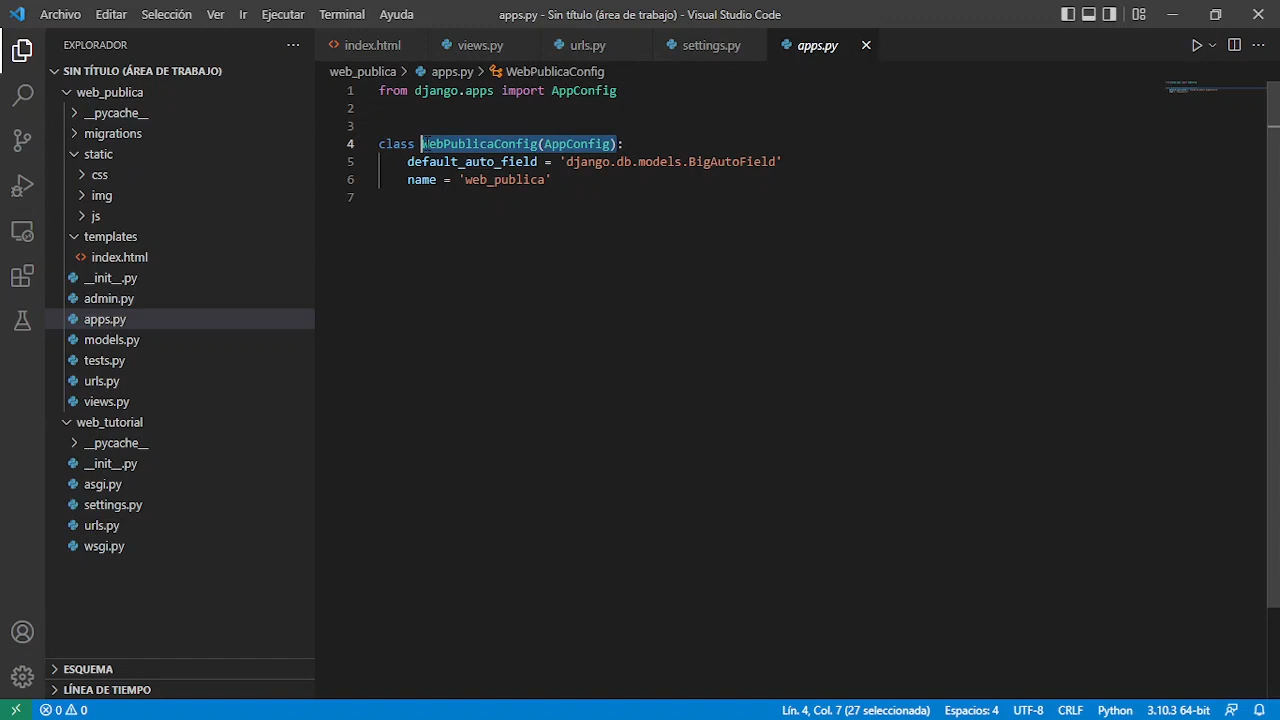 Archivo Editar Selección Ver Ir Ejecutar Terminal Ayuda apps.py - Sin título (área de trabajo) - Visual Studio Code
EXPLORADOR
SIN TÍTULO (ÁREA DE TRABAJO)
web_publica
__pycache__
migrations
static
css
img
js
templates
index.html
__init__.py
admin.py
apps.py
models.py
tests.py
urls.py
views.py
web_tutorial
__pycache__
__init__.py
asgi.py
settings.py
urls.py
wsgi.py
ESQUEMA
LÍNEA DE TIEMPO
index.html views.py urls.py settings.py apps.py
web_publica > apps.py > WebPublicaConfig
1 from django.apps import AppConfig
2
3
4 class WebPublicaConfig(AppConfig):
5 default_auto_field = 'django.db.models.BigAutoField'
6 name = 'web_publica'
7
0 0 Lín. 4, Col. 7 (27 seleccionada) Espacios: 4 UTF-8 CRLF Python 3.10.3 64-bit